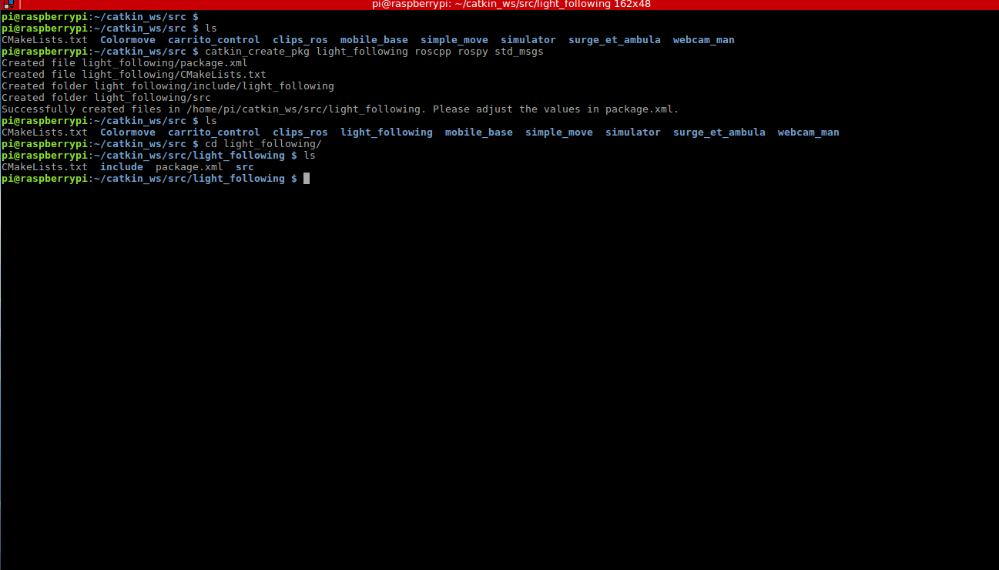 pi@raspberrypi: ~/catkin_ws/src/light_following 162x48
pi@raspberrypi:~/catkin_ws/src $
pi@raspberrypi:~/catkin_ws/src $ ls
CMakeLists.txt  Colormove  carrito_control  clips_ros  mobile_base  simple_move  simulator  surge_et_ambula  webcam_man
pi@raspberrypi:~/catkin_ws/src $ catkin_create_pkg light_following roscpp rospy std_msgs
Created file light_following/package.xml
Created file light_following/CMakeLists.txt
Created folder light_following/include/light_following
Created folder light_following/src
Successfully created files in /home/pi/catkin_ws/src/light_following. Please adjust the values in package.xml.
pi@raspberrypi:~/catkin_ws/src $ ls
CMakeLists.txt  Colormove  carrito_control  clips_ros  light_following  mobile_base  simple_move  simulator  surge_et_ambula  webcam_man
pi@raspberrypi:~/catkin_ws/src $ cd light_following/
pi@raspberrypi:~/catkin_ws/src/light_following $ ls
CMakeLists.txt  include  package.xml  src
pi@raspberrypi:~/catkin_ws/src/light_following $